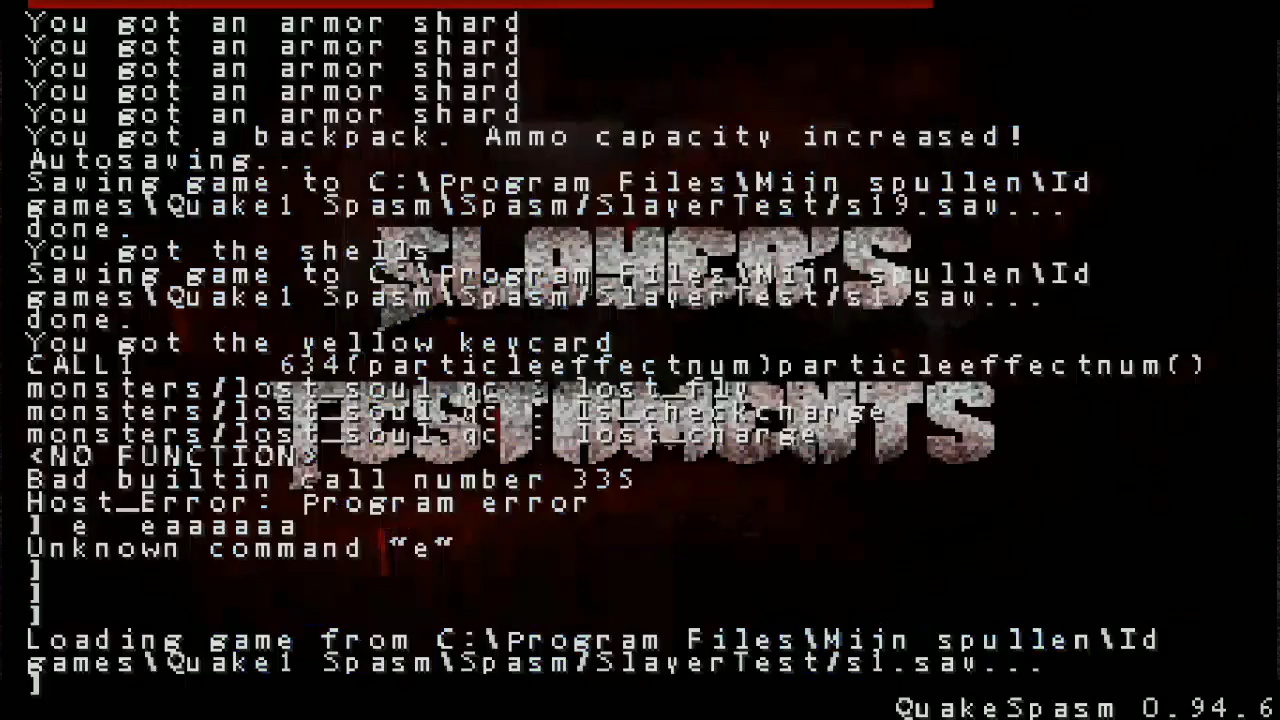 You got an armor shard
You got an armor shard
You got an armor shard
You got an armor shard
You got an armor shard
You got a backpack. Ammo capacity increased!
Autosaving...
Saving game to C:\Program Files\Mijn spullen\Id
games\Quake1 Spasm\Spasm/SlayerTest/s19.sav...
done.
You got the shells
Saving game to C:\Program Files\Mijn spullen\Id
games\Quake1 Spasm\Spasm/SlayerTest/s1.sav...
done.
You got the yellow keycard
CALL1 634(particleeffectnum)particleeffectnum()
monsters/lost_soul.qc : lost_fly
monsters/lost_soul.qc : ls_checkcharge
monsters/lost_soul.qc : lost_charge
<NO FUNCTION>
Bad builtin call number 335
Host_Error: Program error
] e eaaaaaa
Unknown command "e"
]
]
]
Loading game from C:\Program Files\Mijn spullen\Id
games\Quake1 Spasm\Spasm/SlayerTest/s1.sav...
]
SLAYER'S
TESTAMENTS
QuakeSpasm 0.94.6